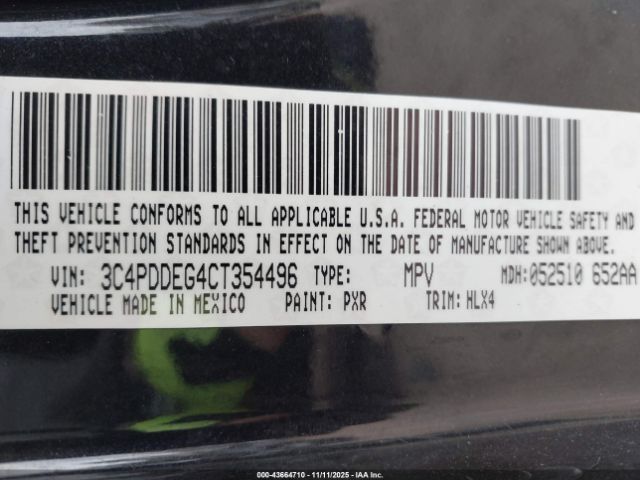 THIS VEHICLE CONFORMS TO ALL APPLICABLE U.S.A. FEDERAL MOTOR VEHICLE SAFETY AND
THEFT PREVENTION STANDARDS IN EFFECT ON THE DATE OF MANUFACTURE SHOWN ABOVE.
VIN: 3C4PDDEG4CT354496 TYPE: MPV MDH:052510 652AA
VEHICLE MADE IN MEXICO PAINT: PXR TRIM: HLX4
000-43664710 - 11/11/2025 - IAA Inc.